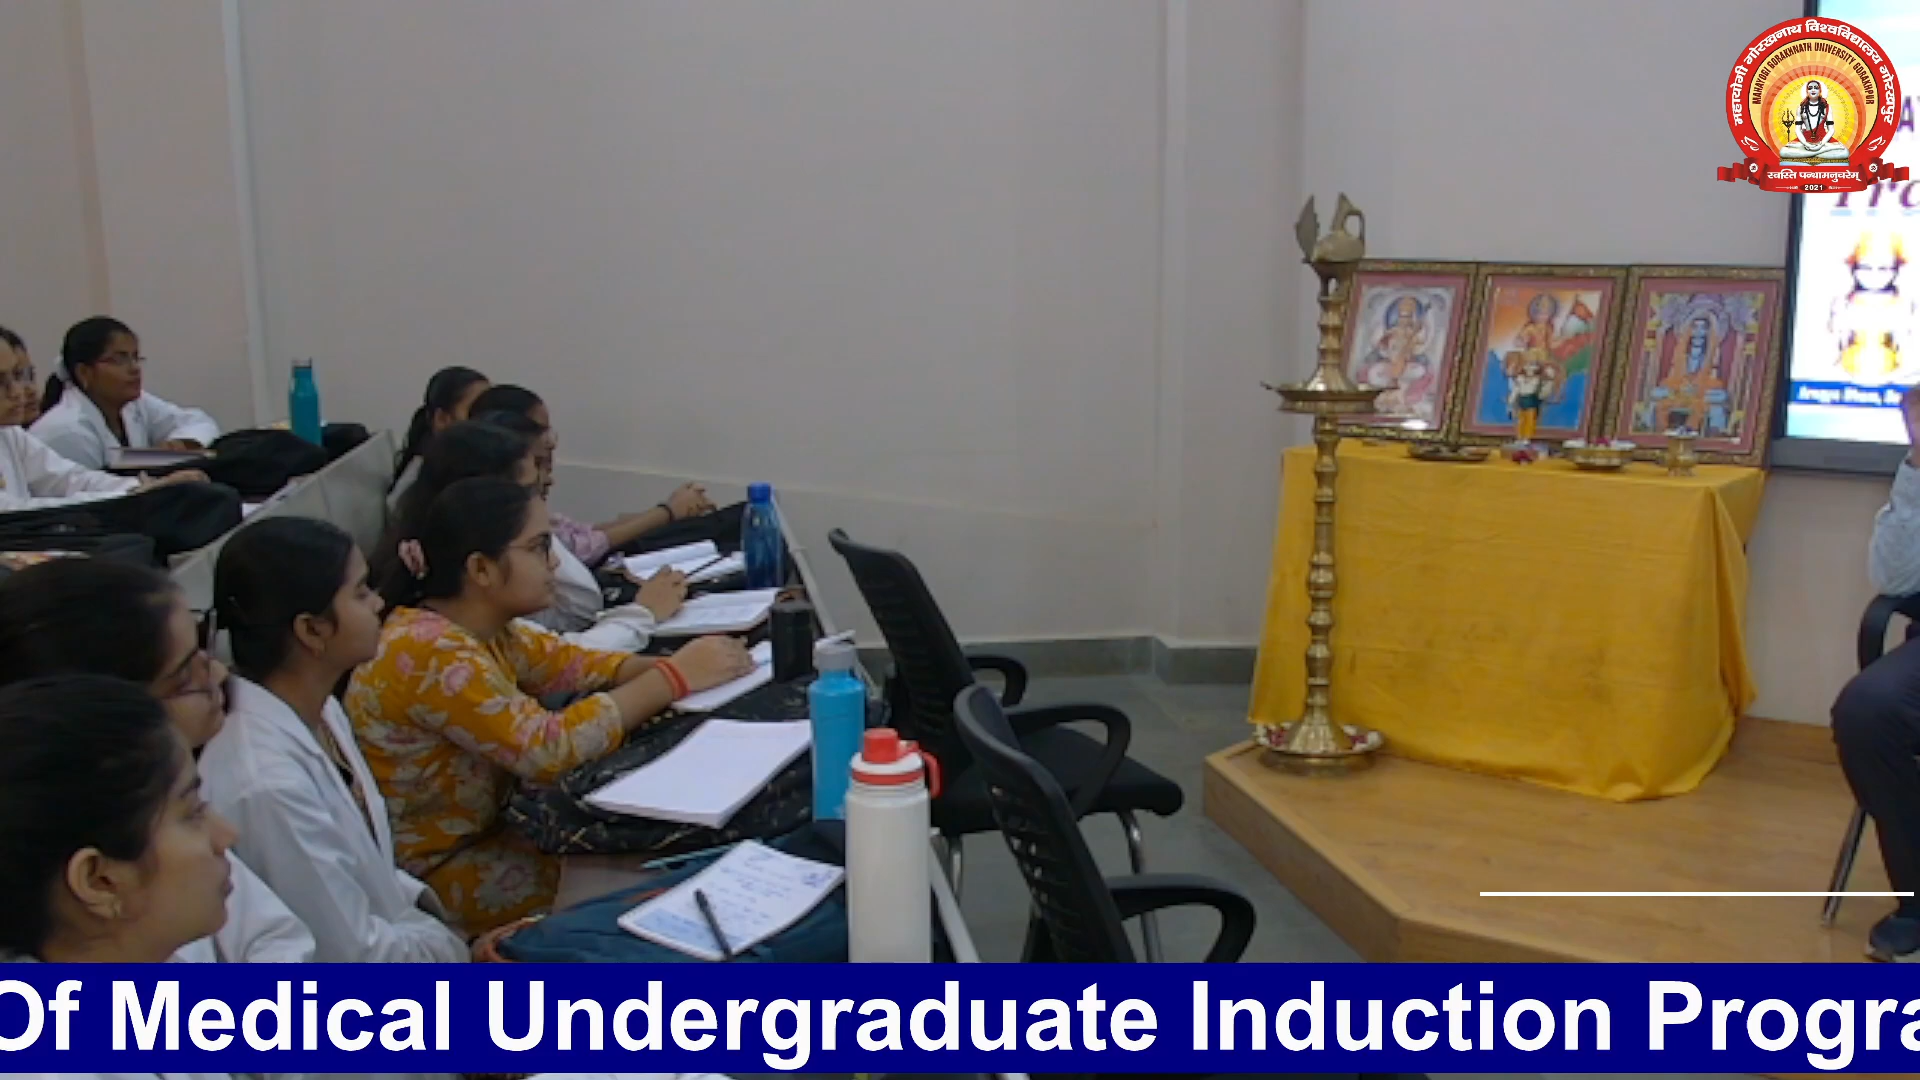 महायोगी गोरखनाथ विश्वविद्यालय गोरखपुर
MAHAYOGI GORAKHNATH UNIVERSITY GORAKHPUR
स्वस्ति पन्थामनुचरेम्
2021
Of Medical Undergraduate Induction Progra